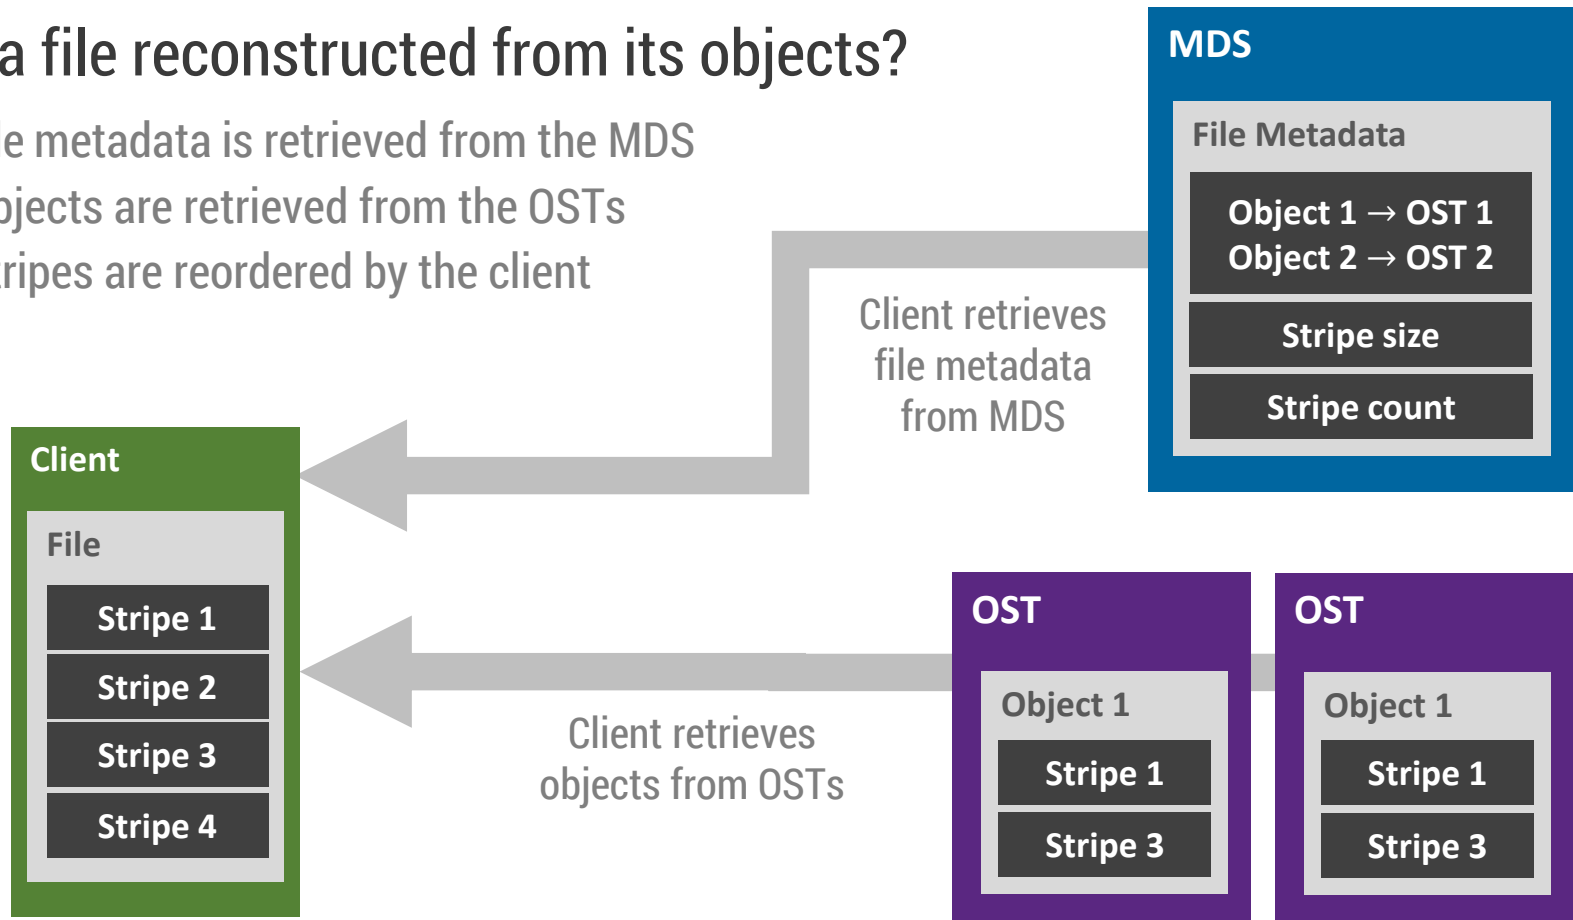 a file reconstructed from its objects?
le metadata is retrieved from the MDS
bjects are retrieved from the OSTs
tripes are reordered by the client
MDS
File Metadata
Object 1 → OST 1
Object 2 → OST 2
Stripe size
Stripe count
Client retrieves
file metadata
from MDS
Client
File
Stripe 1
Stripe 2
Stripe 3
Stripe 4
Client retrieves
objects from OSTs
OST
Object 1
Stripe 1
Stripe 3
OST
Object 1
Stripe 1
Stripe 3